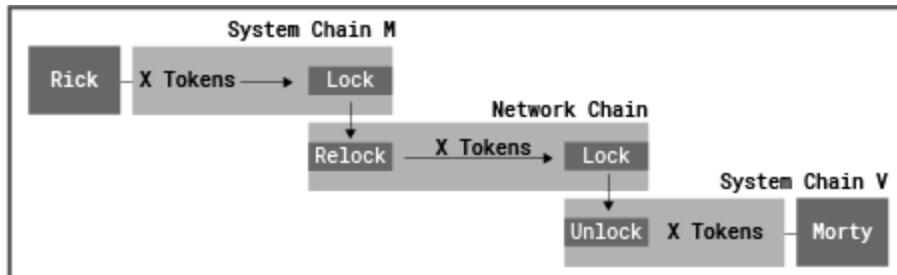 System Chain M
Rick X Tokens Lock
Network Chain
Relock X Tokens Lock
System Chain V
Unlock X Tokens Morty